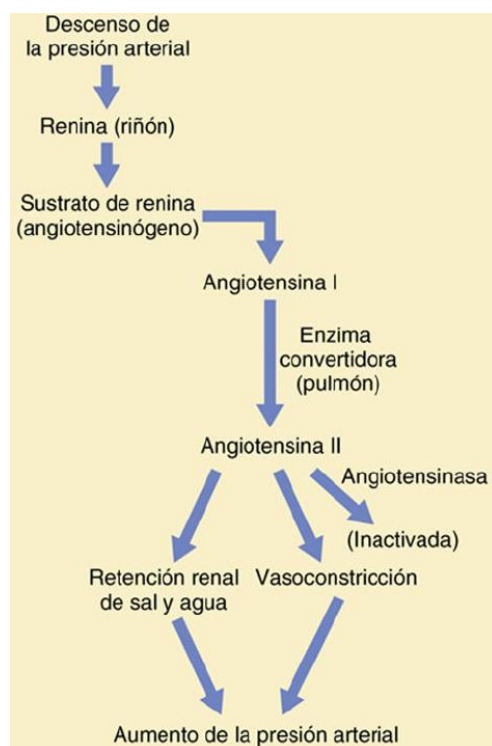 Descenso de
la presión arterial
Renina (riñón)
Sustrato de renina
(angiotensinógeno)
Angiotensina I
Enzima
convertidora
(pulmón)
Angiotensina II
Angiotensinasa
(Inactivada)
Retención renal
de sal y agua
Vasoconstricción
Aumento de la presión arterial